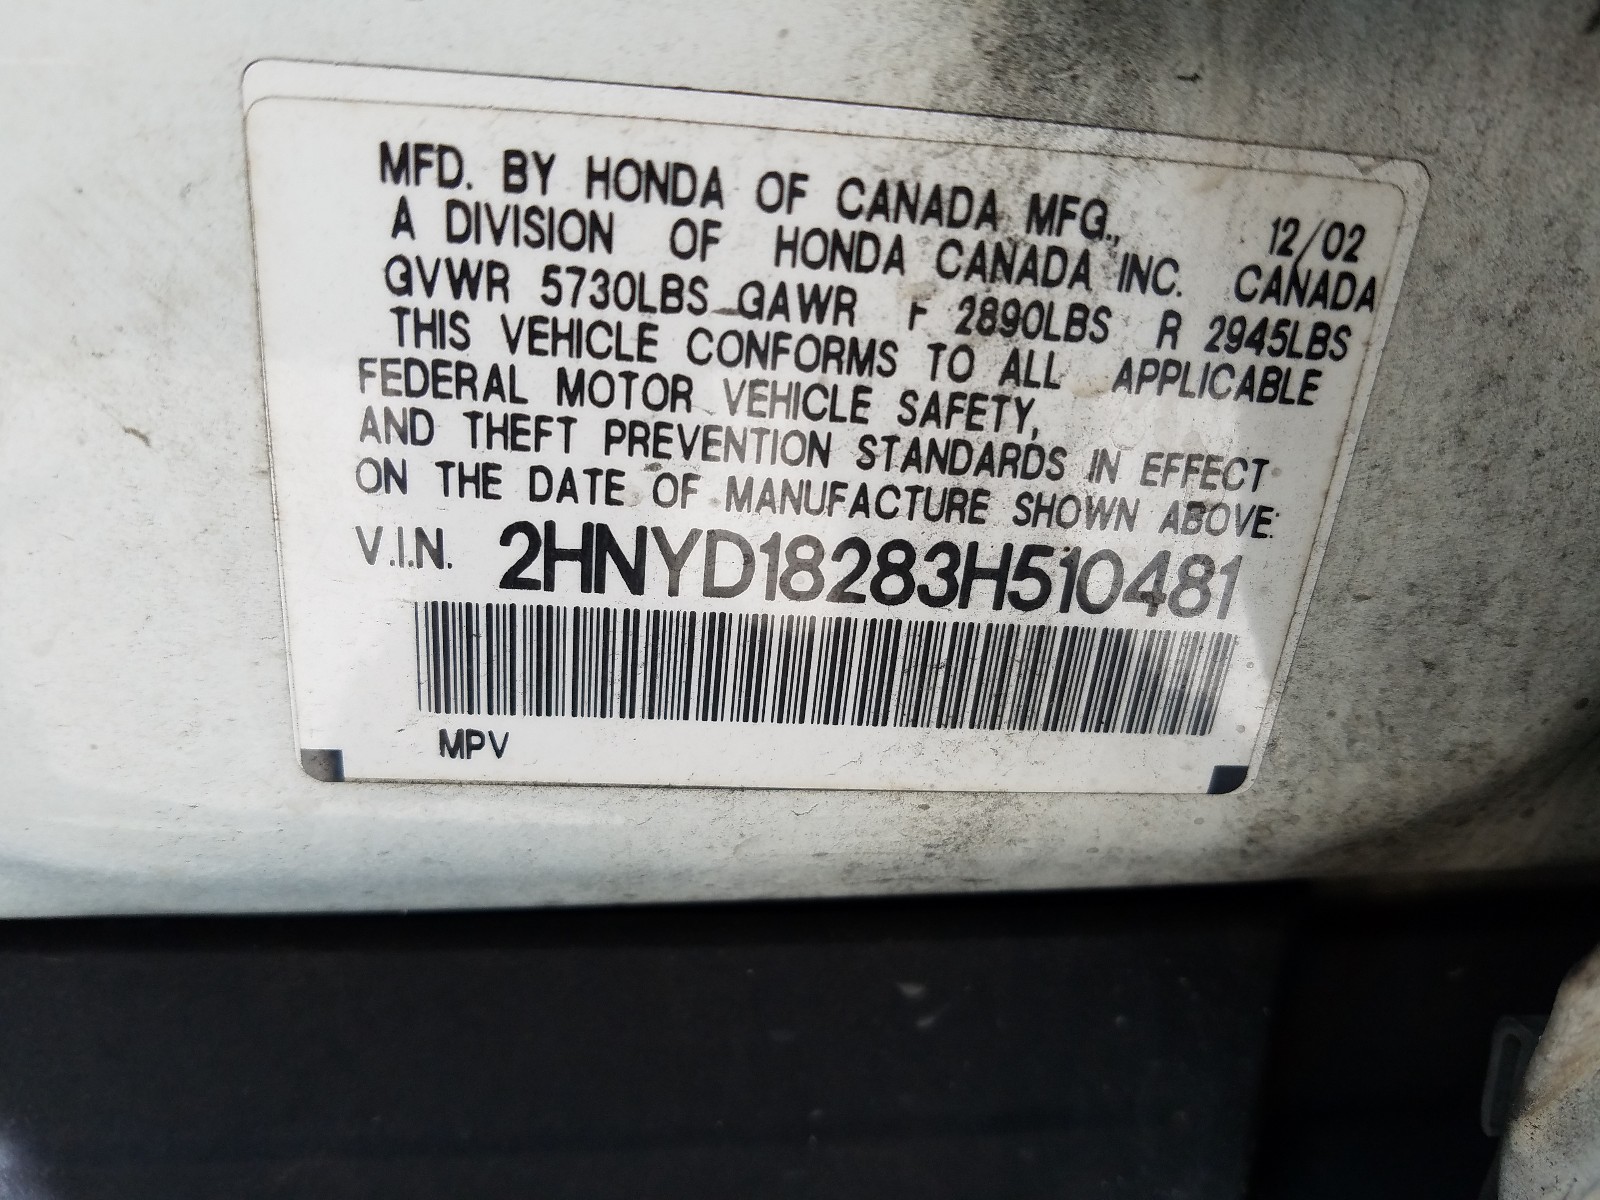 MFD. BY HONDA OF CANADA MFG., 12/02
A DIVISION OF HONDA CANADA INC. CANADA
GVWR 5730LBS GAWR F 2890LBS R 2945LBS
THIS VEHICLE CONFORMS TO ALL APPLICABLE
FEDERAL MOTOR VEHICLE SAFETY,
AND THEFT PREVENTION STANDARDS IN EFFECT
ON THE DATE OF MANUFACTURE SHOWN ABOVE:
V.I.N. 2HNYD18283H510481
MPV